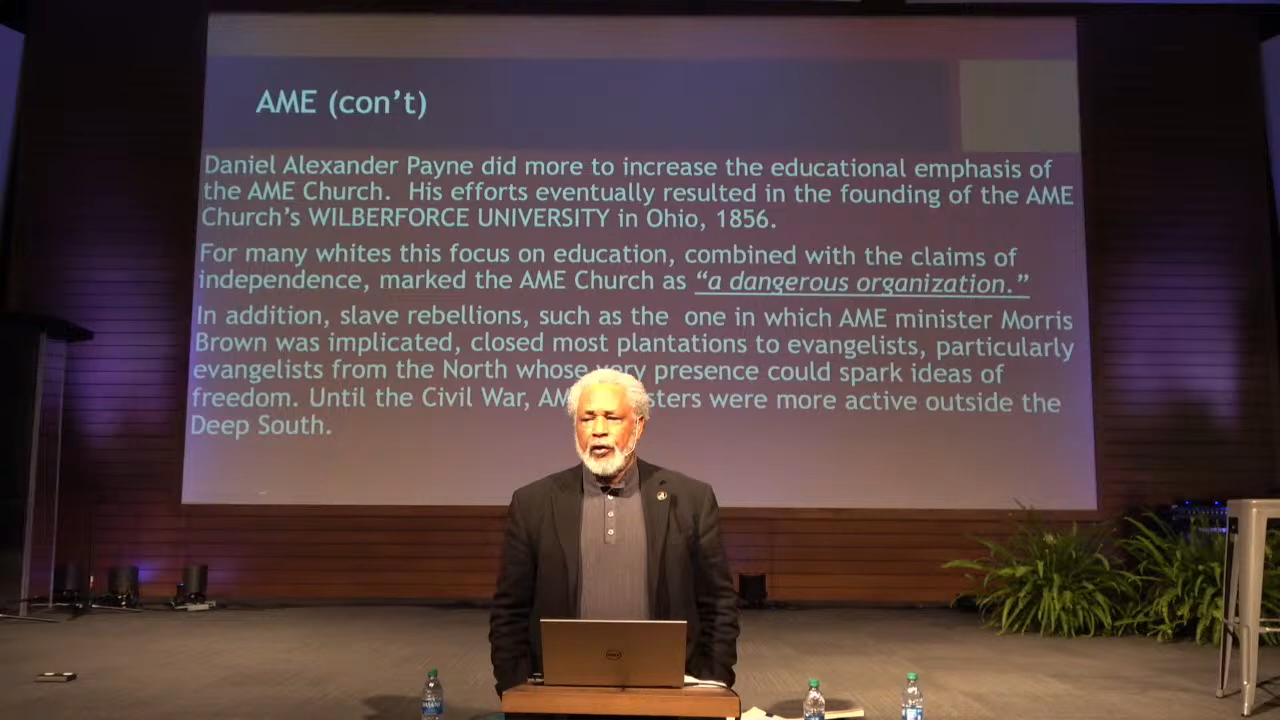 AME (con't)
Daniel Alexander Payne did more to increase the educational emphasis of
the AME Church. His efforts eventually resulted in the founding of the AME
Church's WILBERFORCE UNIVERSITY in Ohio, 1856.
For many whites this focus on education, combined with the claims of
independence, marked the AME Church as "a dangerous organization."
In addition, slave rebellions, such as the one in which AME minister Morris
Brown was implicated, closed most plantations to evangelists, particularly
evangelists from the North whose very presence could spark ideas of
freedom. Until the Civil War, were more active outside the
Deep South.
DELL